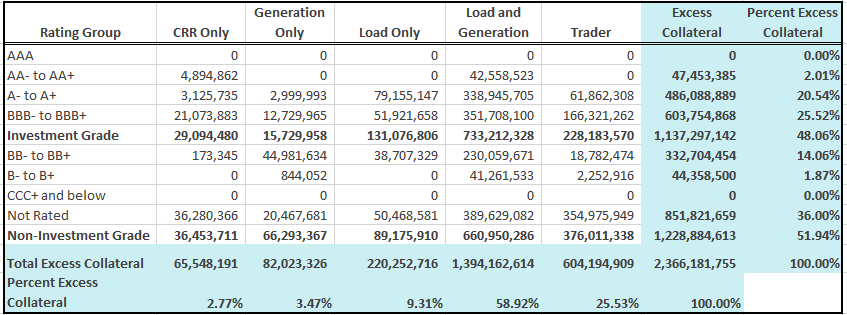 Rating Group CRR Only Generation Only Load Only Load and Generation Trader Excess Collateral Percent Excess Collateral
AAA 0 0 0 0 0 0 0.00%
AA- to AA+ 4,894,862 0 0 42,558,523 0 47,453,385 2.01%
A- to A+ 3,125,735 2,999,993 79,155,147 338,945,705 61,862,308 486,088,889 20.54%
BBB- to BBB+ 21,073,883 12,729,965 51,921,658 351,708,100 166,321,262 603,754,868 25.52%
Investment Grade 29,094,480 15,729,958 131,076,806 733,212,328 228,183,570 1,137,297,142 48.06%
BB- to BB+ 173,345 44,981,634 38,707,329 230,059,671 18,782,474 332,704,454 14.06%
B- to B+ 0 844,052 0 41,261,533 2,252,916 44,358,500 1.87%
CCC+ and below 0 0 0 0 0 0 0.00%
Not Rated 36,280,366 20,467,681 50,468,581 389,629,082 354,975,949 851,821,659 36.00%
Non-Investment Grade 36,453,711 66,293,367 89,175,910 660,950,286 376,011,338 1,228,884,613 51.94%
Total Excess Collateral 65,548,191 82,023,326 220,252,716 1,394,162,614 604,194,909 2,366,181,755 100.00%
Percent Excess
Collateral 2.77% 3.47% 9.31% 58.92% 25.53% 100.00%